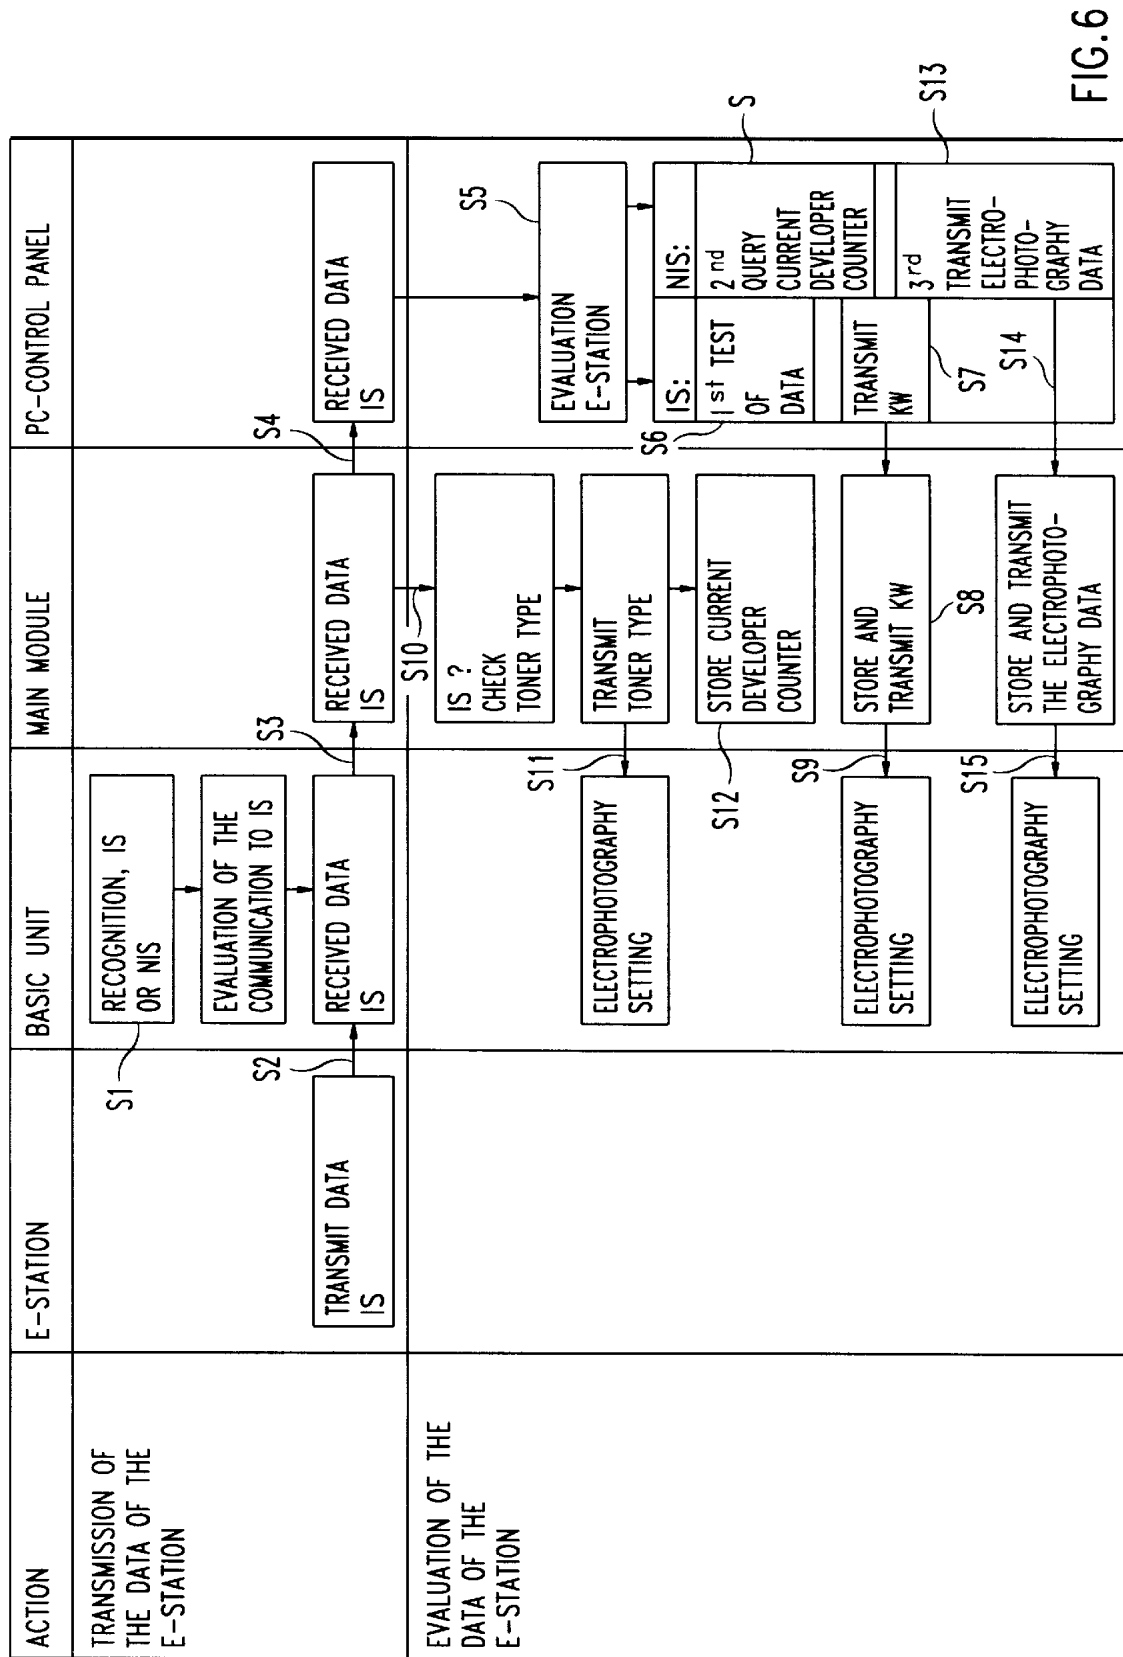 ACTION
E-STATION
BASIC UNIT
MAIN MODULE
PC-CONTROL PANEL
TRANSMISSION OF
THE DATA OF THE
E-STATION
S1
RECOGNITION, IS
OR NIS
EVALUATION OF THE
COMMUNICATION TO IS
TRANSMIT DATA
IS
S2
RECEIVED DATA
IS
S3
RECEIVED DATA
IS
S4
RECEIVED DATA
IS
EVALUATION OF THE
DATA OF THE
E-STATION
S10
IS ?
CHECK
TONER TYPE
S5
EVALUATION
E-STATION
ELECTROPHOTOGRAPHY
SETTING
S11
TRANSMIT
TONER TYPE
S12
STORE CURRENT
DEVELOPER
COUNTER
S6
IS:
1st TEST
OF
DATA
NIS:
2nd
QUERY
CURRENT
DEVELOPER
COUNTER
S
ELECTROPHOTOGRAPHY
SETTING
S9
STORE AND
TRANSMIT KW
S8
TRANSMIT
KW
S7
3rd
TRANSMIT
ELECTRO-
PHOTO-
GRAPHY
DATA
S13
ELECTROPHOTOGRAPHY
SETTING
S15
STORE AND TRANSMIT
THE ELECTROPHOTO-
GRAPHY DATA
S14
FIG.6